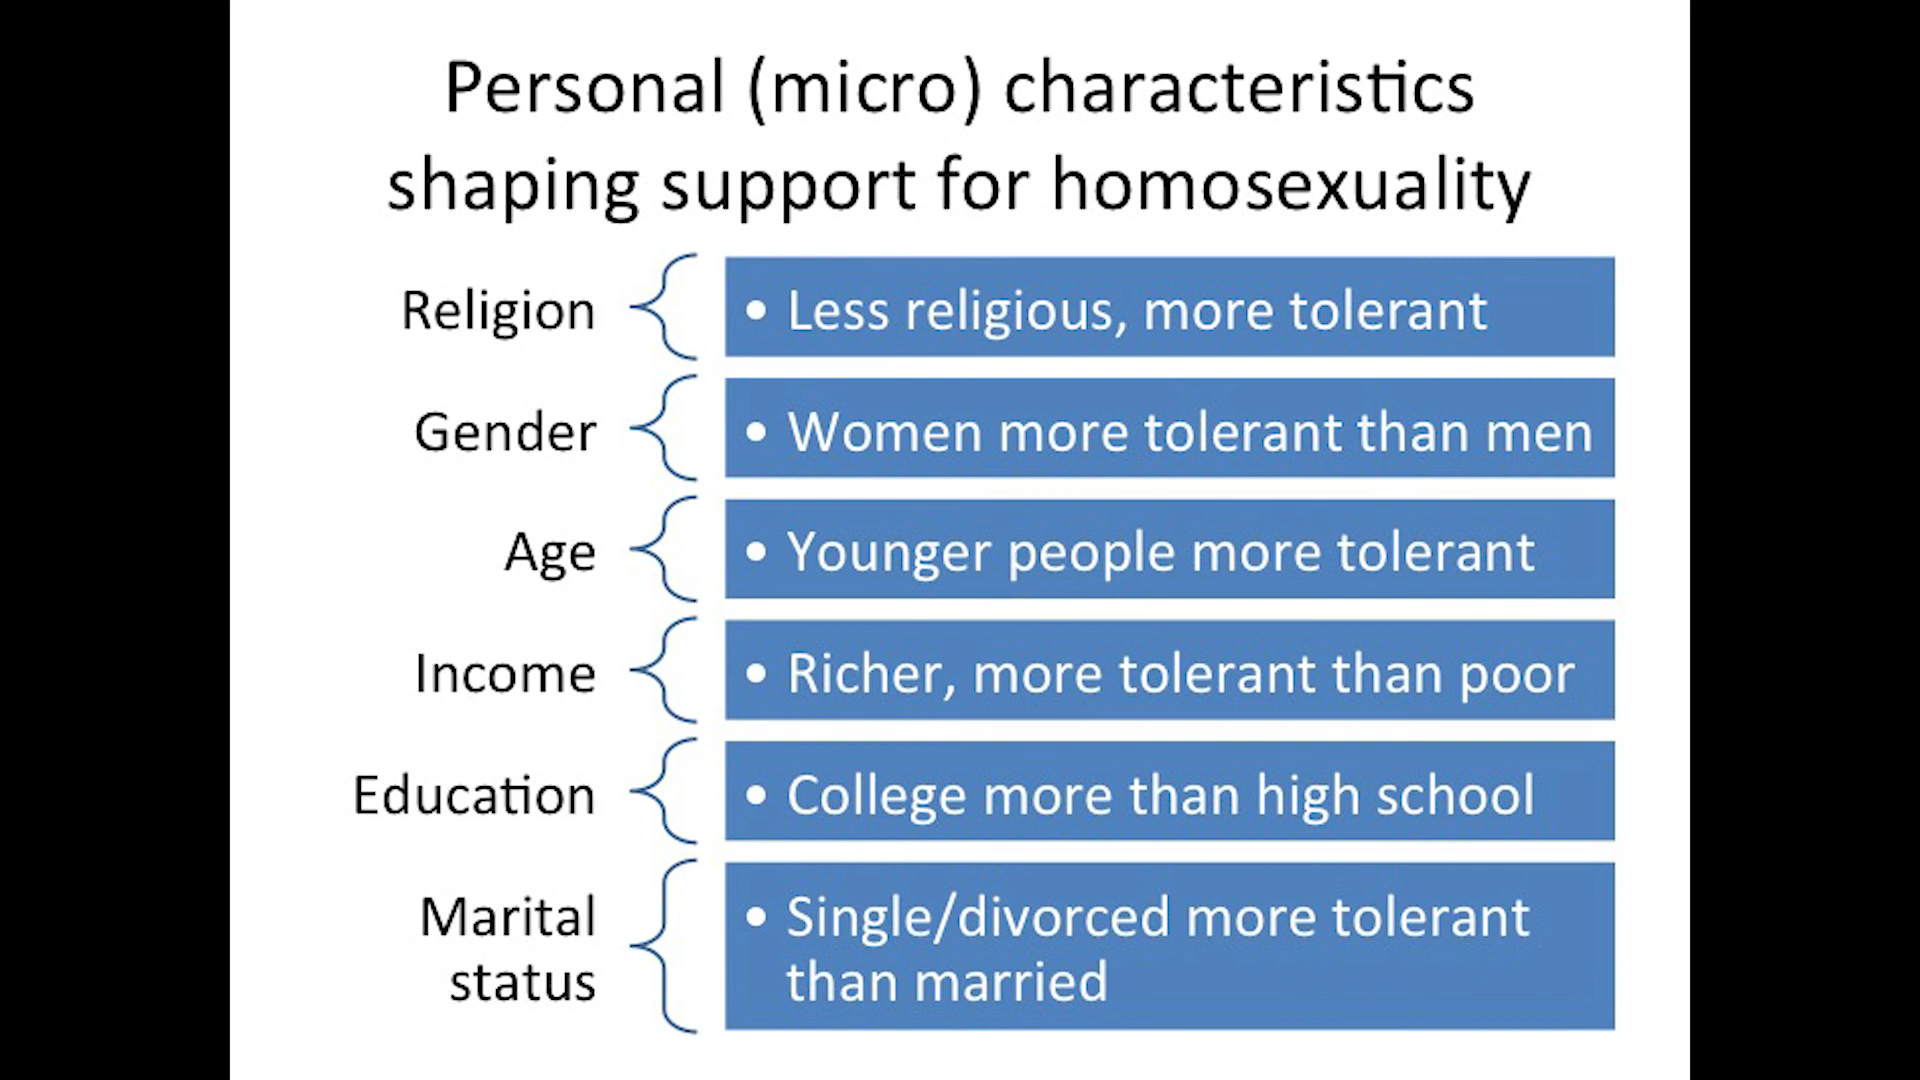 Personal (micro) characteristics
shaping support for homosexuality
Religion
• Less religious, more tolerant
Gender
• Women more tolerant than men
Age
• Younger people more tolerant
Income
• Richer, more tolerant than poor
Education
• College more than high school
Marital
status
• Single/divorced more tolerant
than married